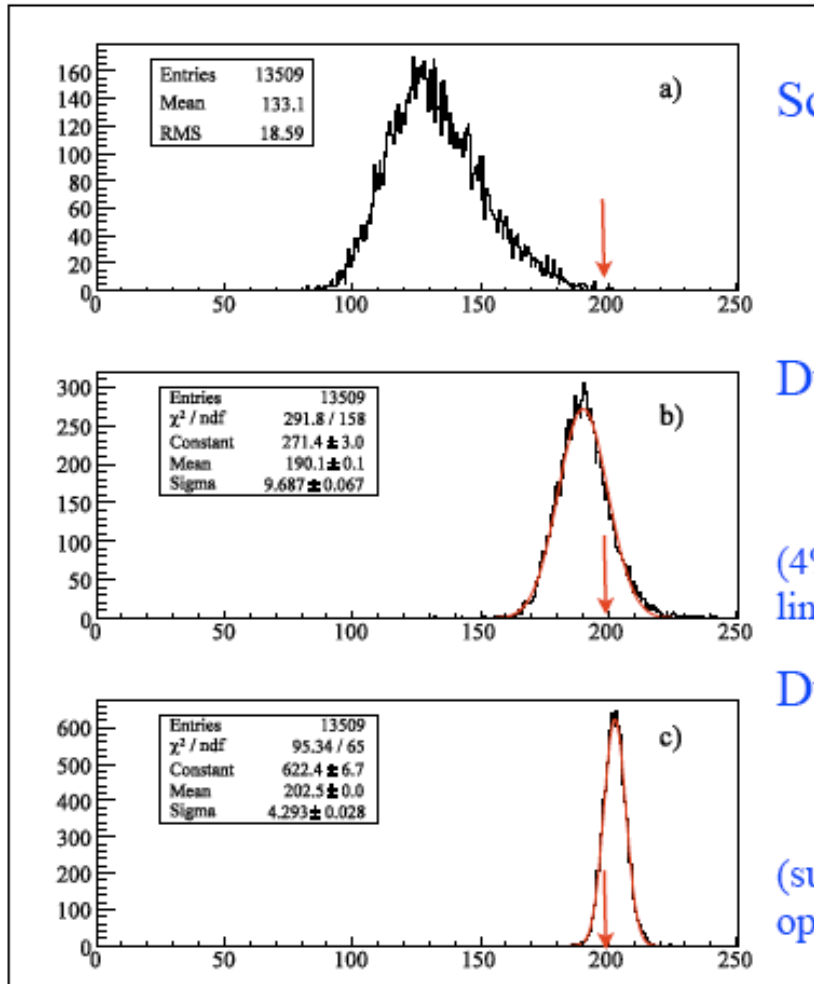 160
140
120
100
80
60
40
20
0
Entries 13509
Mean 133.1
RMS 18.59
a)
0 50 100 150 200 250
300
250
200
150
100
50
0
Entries 13509
χ² / ndf 291.8 / 158
Constant 271.4 ± 3.0
Mean 190.1 ± 0.1
Sigma 9.687 ± 0.067
b)
0 50 100 150 200 250
(4
lin
600
500
400
300
200
100
0
Entries 13509
χ² / ndf 95.34 / 65
Constant 622.4 ± 6.7
Mean 202.5 ± 0.0
Sigma 4.293 ± 0.028
c)
0 50 100 150 200 250
(su
op